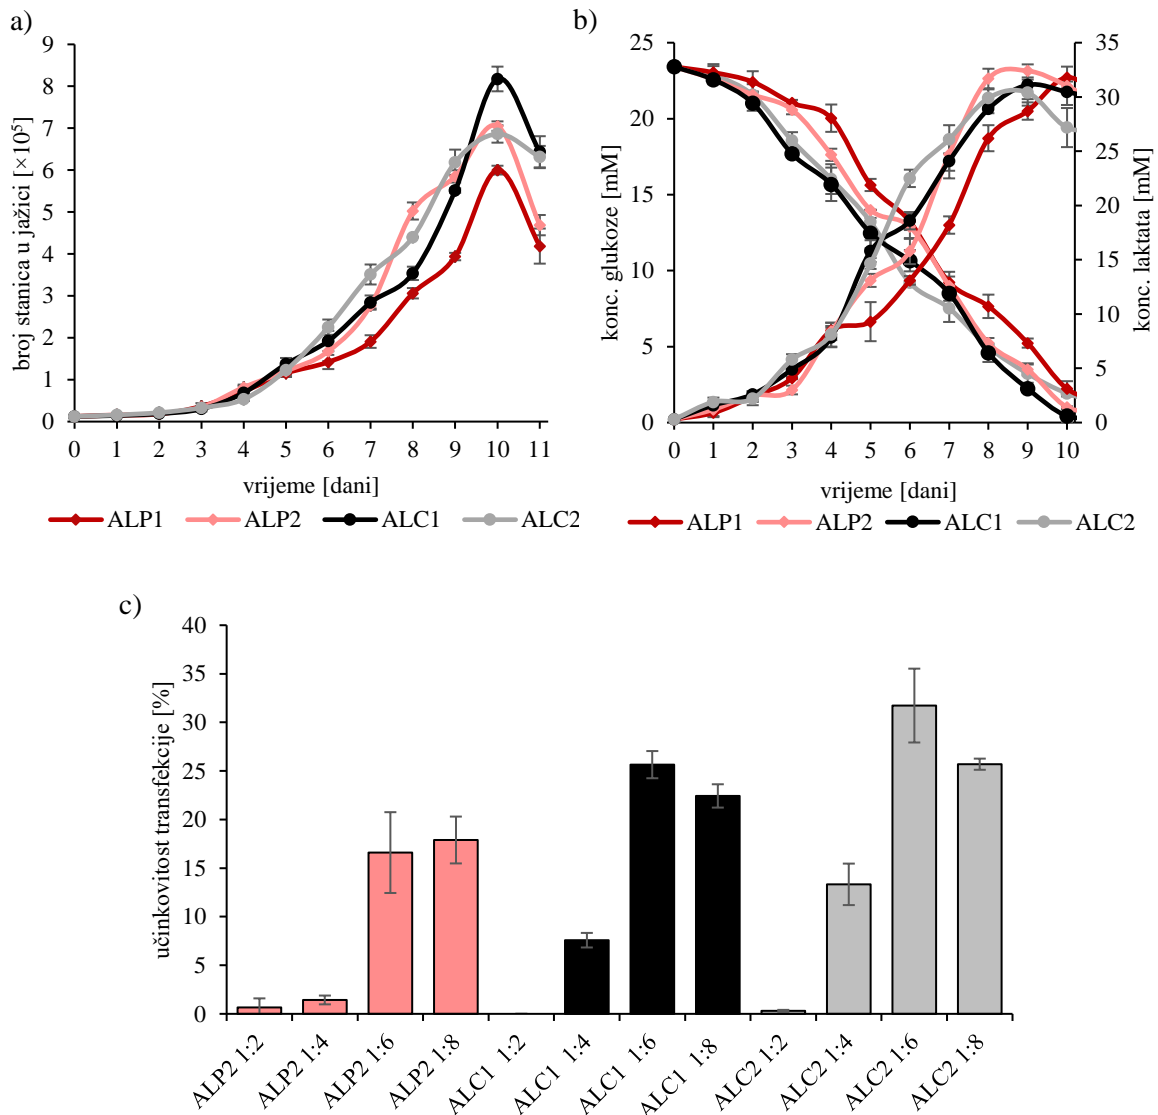 a)
9
8
7
6
5
4
3
2
1
0
broj stanica u jažici [×10⁵]
0 1 2 3 4 5 6 7 8 9 10 11
vrijeme [dani]
ALP1 ALP2 ALC1 ALC2
b)
25
20
15
10
5
0
konc. glukoze [mM]
35
30
25
20
15
10
5
0
konc. laktata [mM]
0 1 2 3 4 5 6 7 8 9 10
vrijeme [dani]
ALP1 ALP2 ALC1 ALC2
c)
40
35
30
25
20
15
10
5
0
učinkovitost transfekcije [%]
ALP2 1:2
ALP2 1:4
ALP2 1:6
ALP2 1:8
ALC1 1:2
ALC1 1:4
ALC1 1:6
ALC1 1:8
ALC2 1:2
ALC2 1:4
ALC2 1:6
ALC2 1:8